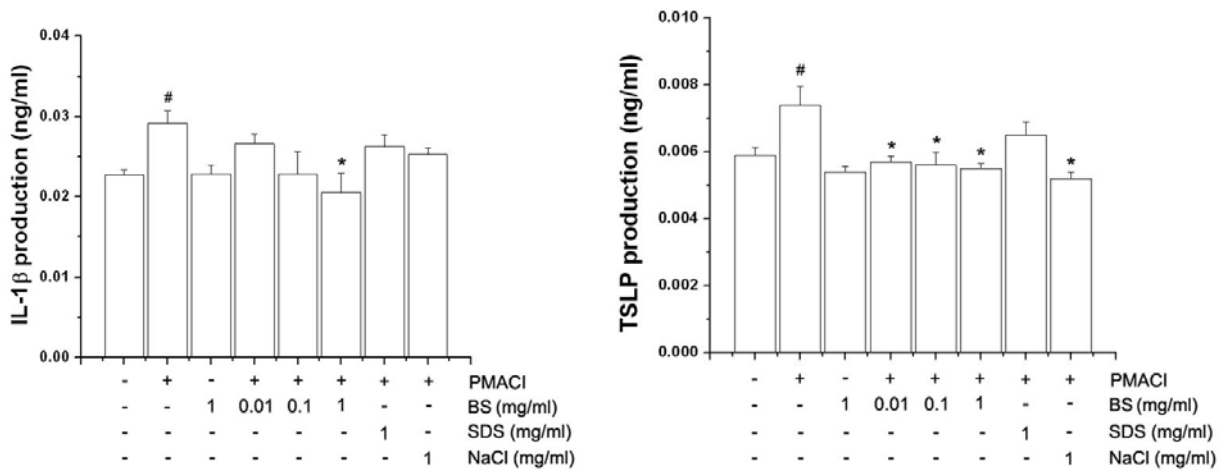 IL-1β production (ng/ml)
0.04
0.03
0.02
0.01
0.00
#
*
- + - + + + + + PMACI
- - 1 0.01 0.1 1 - - BS (mg/ml)
- - - - - - 1 - SDS (mg/ml)
- - - - - - - 1 NaCl (mg/ml)
TSLP production (ng/ml)
0.010
0.008
0.006
0.004
0.002
0.000
#
* * * *
- + - + + + + + PMACI
- - 1 0.01 0.1 1 - - BS (mg/ml)
- - - - - - 1 - SDS (mg/ml)
- - - - - - - 1 NaCl (mg/ml)